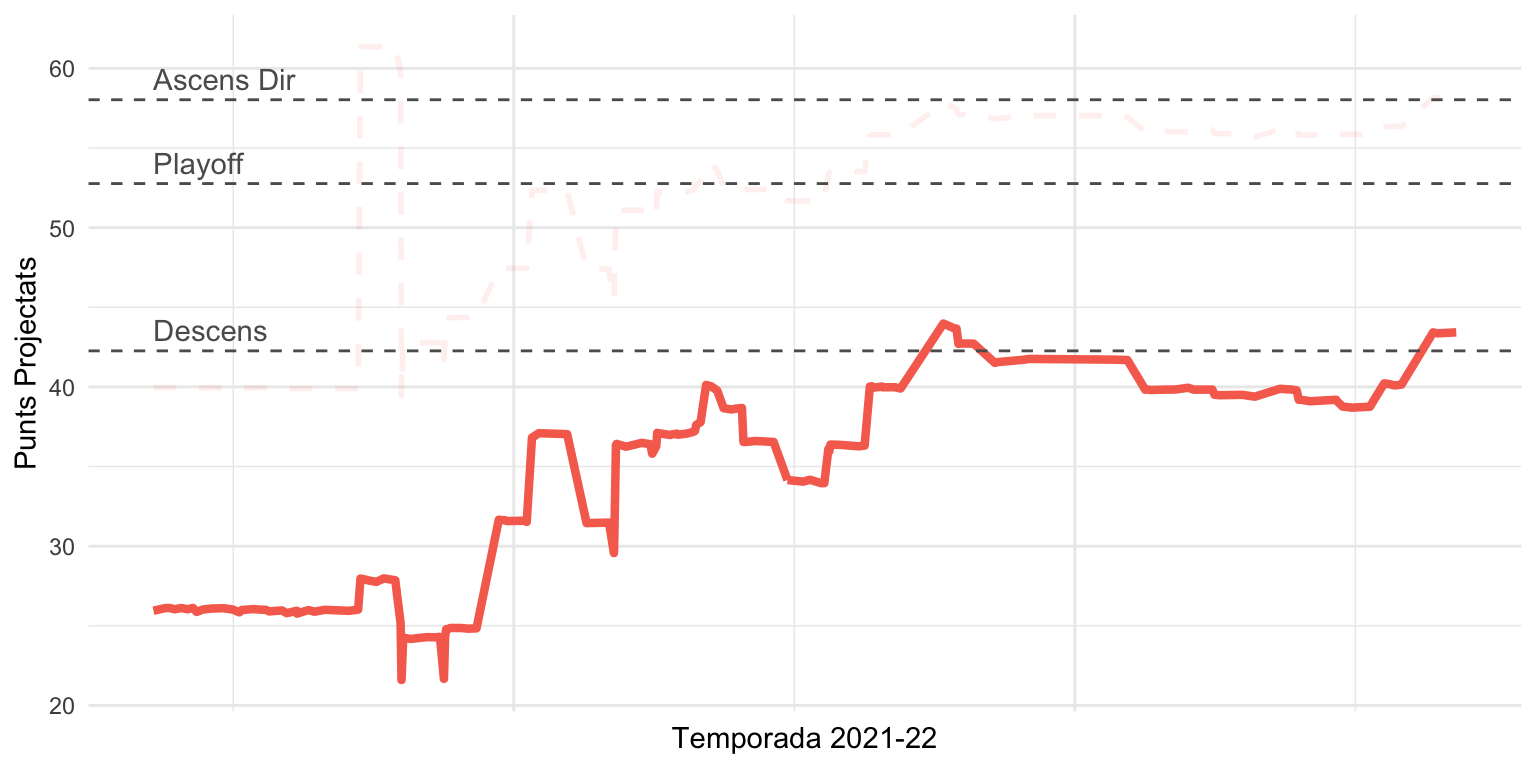 60
Ascens Dir
Playoff
50
Descens
40
30
20
Punts Projectats
Temporada 2021-22